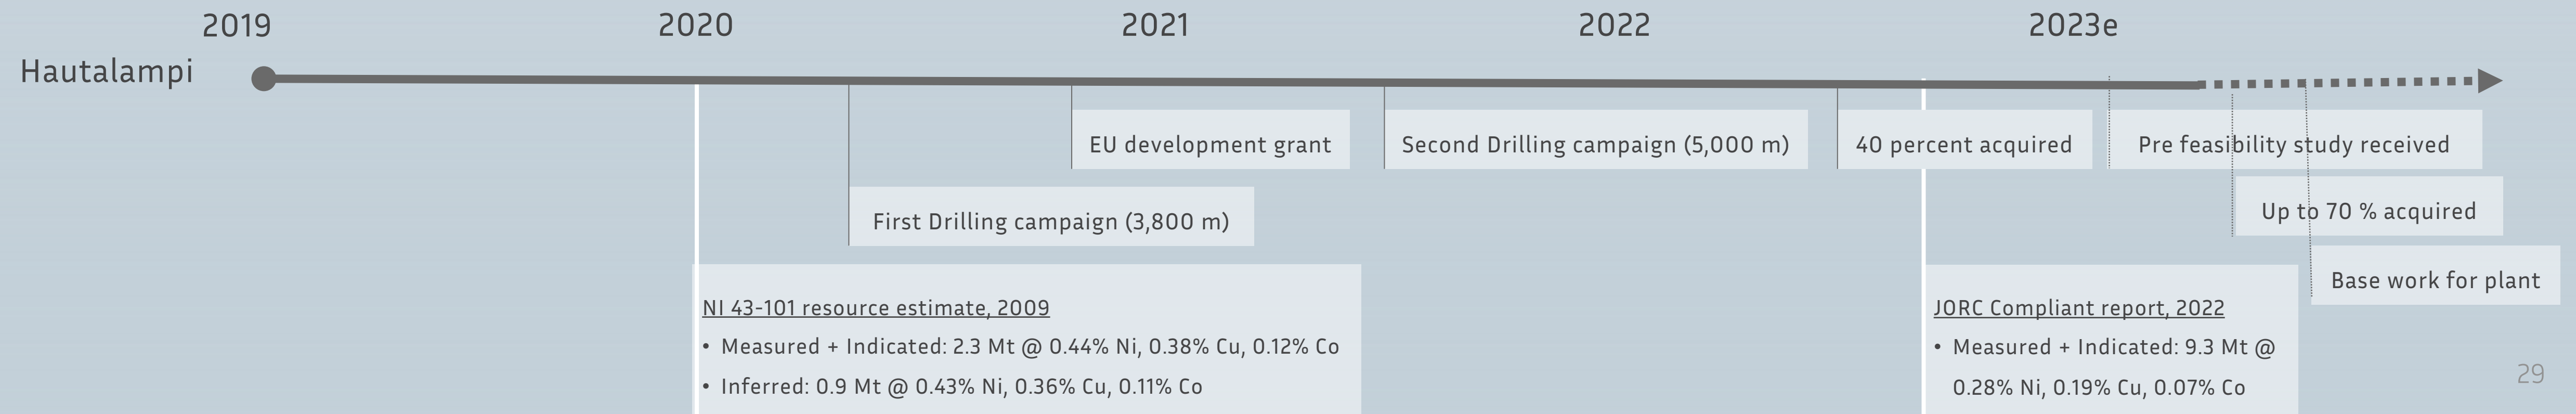 2019 2020 2021 2022 2023e
Hautalampi
EU development grant
Second Drilling campaign (5,000 m)
40 percent acquired
Pre feasibility study received
First Drilling campaign (3,800 m)
Up to 70 % acquired
Base work for plant
NI 43-101 resource estimate, 2009
• Measured + Indicated: 2.3 Mt @ 0.44% Ni, 0.38% Cu, 0.12% Co
• Inferred: 0.9 Mt @ 0.43% Ni, 0.36% Cu, 0.11% Co
JORC Compliant report, 2022
• Measured + Indicated: 9.3 Mt @
0.28% Ni, 0.19% Cu, 0.07% Co
29